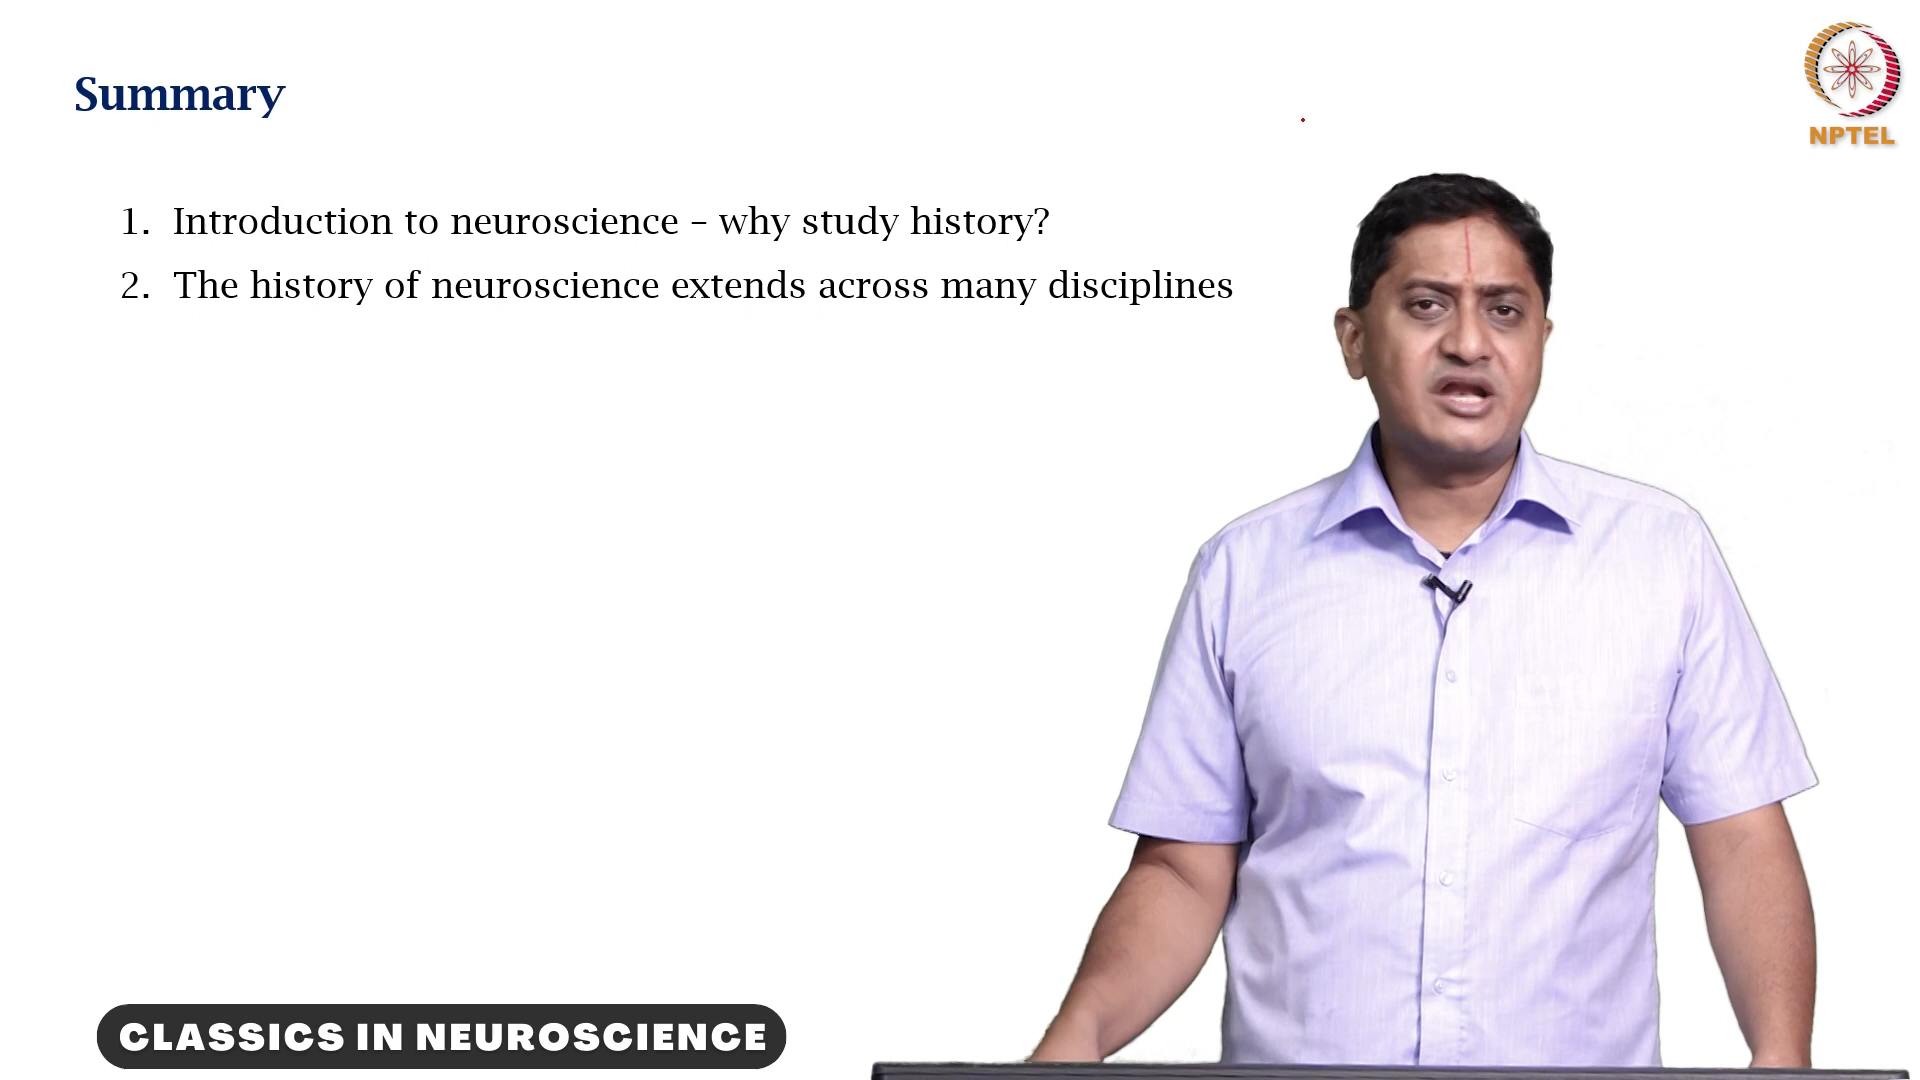 Summary
NPTEL
1. Introduction to neuroscience – why study history?
2. The history of neuroscience extends across many disciplines
CLASSICS IN NEUROSCIENCE